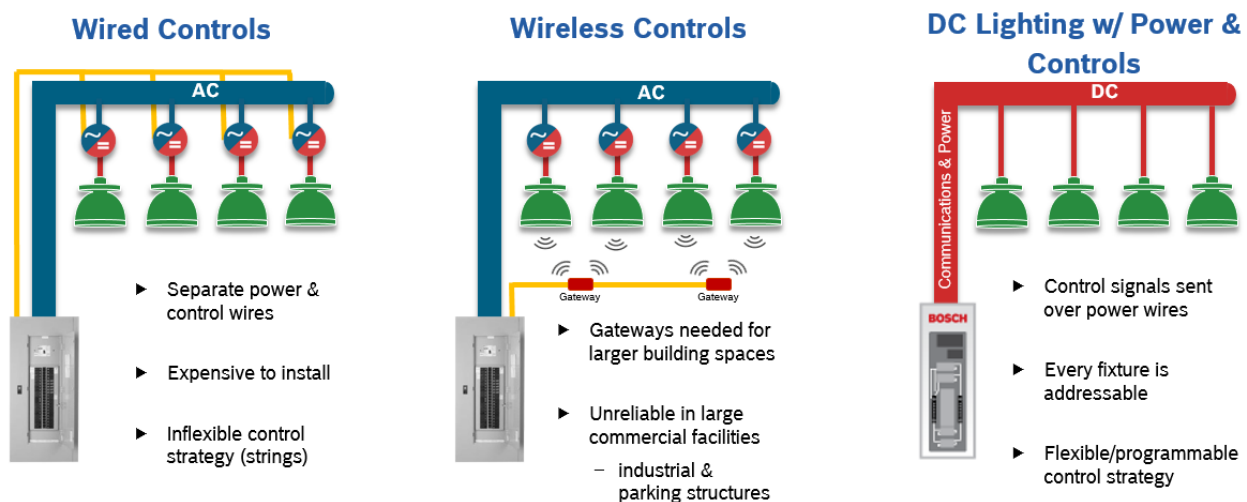 Wired Controls
AC
Separate power &
control wires
Expensive to install
Inflexible control
strategy (strings)
Wireless Controls
AC
Gateway
Gateway
Gateways needed for
larger building spaces
Unreliable in large
commercial facilities
– industrial &
parking structures
DC Lighting w/ Power &
Controls
DC
Communications & Power
BOSCH
Control signals sent
over power wires
Every fixture is
addressable
Flexible/programmable
control strategy